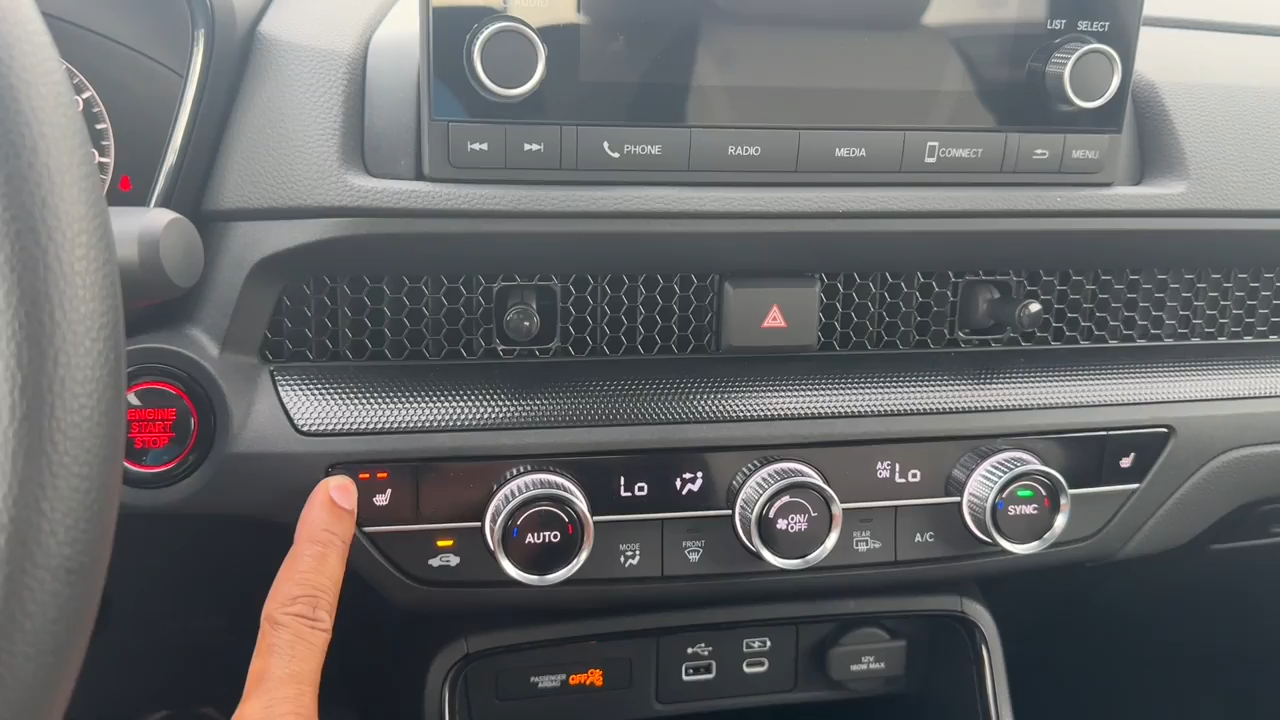 LIST SELECT
PHONE
RADIO
MEDIA
CONNECT
MENU
ENGINE
START
STOP
Lo
A/C
ON
Lo
AUTO
ON/
OFF
SYNC
MODE
FRONT
REAR
A/C
PASSENGER
AIRBAG
OFF
12V
180W MAX